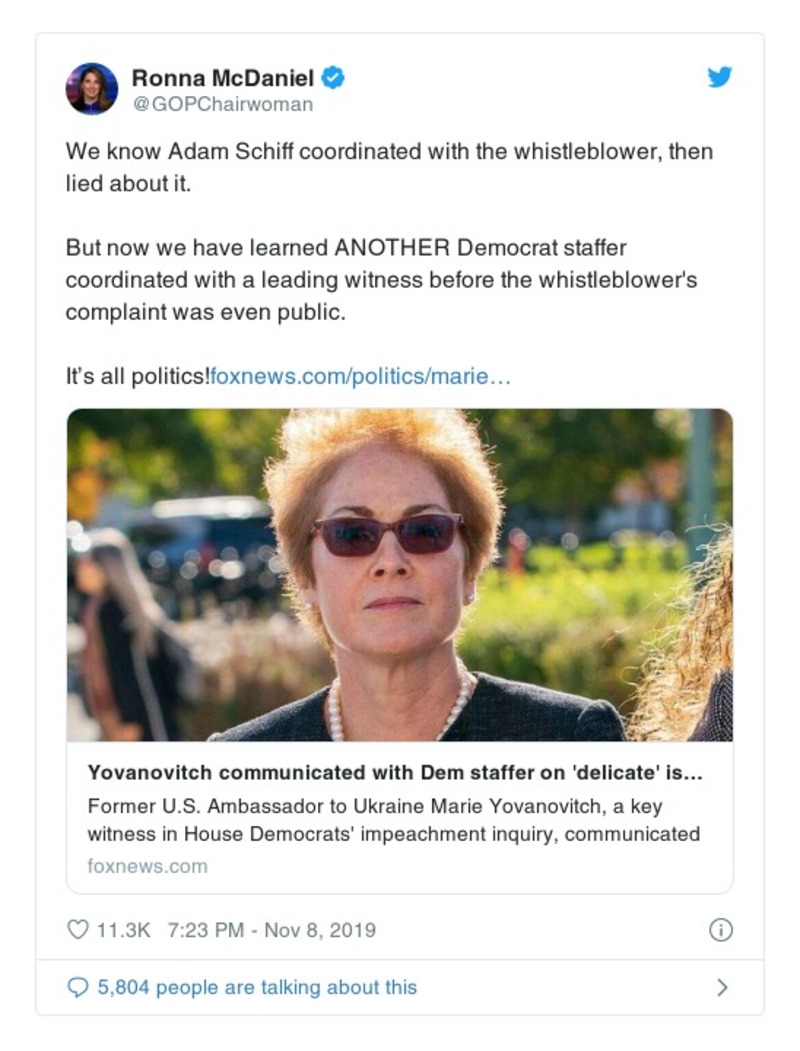 Ronna McDaniel
@GOPChairwoman
We know Adam Schiff coordinated with the whistleblower, then
lied about it.
But now we have learned ANOTHER Democrat staffer
coordinated with a leading witness before the whistleblower's
complaint was even public.
It’s all politics!foxnews.com/politics/marie…
Yovanovitch communicated with Dem staffer on 'delicate' is...
Former U.S. Ambassador to Ukraine Marie Yovanovitch, a key
witness in House Democrats' impeachment inquiry, communicated
foxnews.com
11.3K 7:23 PM - Nov 8, 2019
5,804 people are talking about this